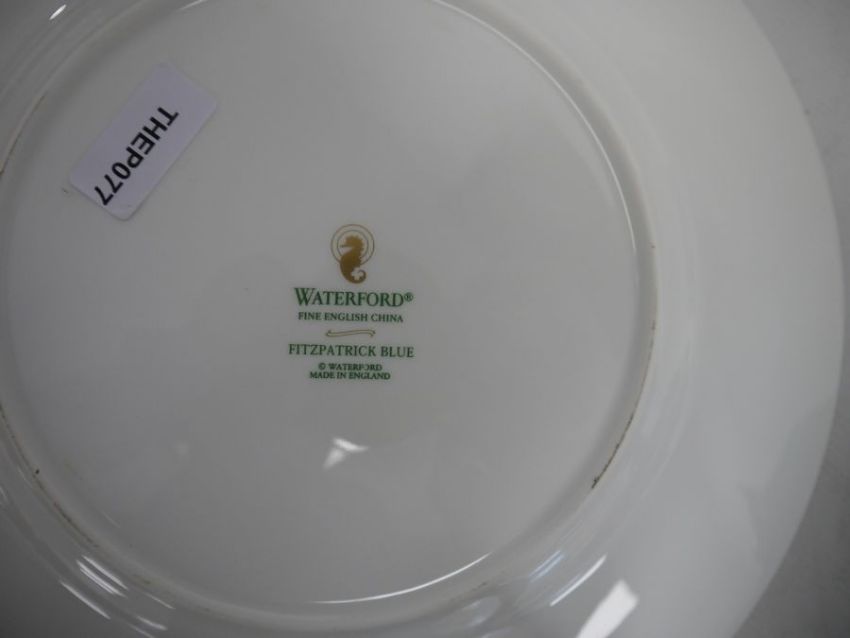 THEP077
WATERFORD®
FINE ENGLISH CHINA
FITZPATRICK BLUE
© WATERFORD
MADE IN ENGLAND